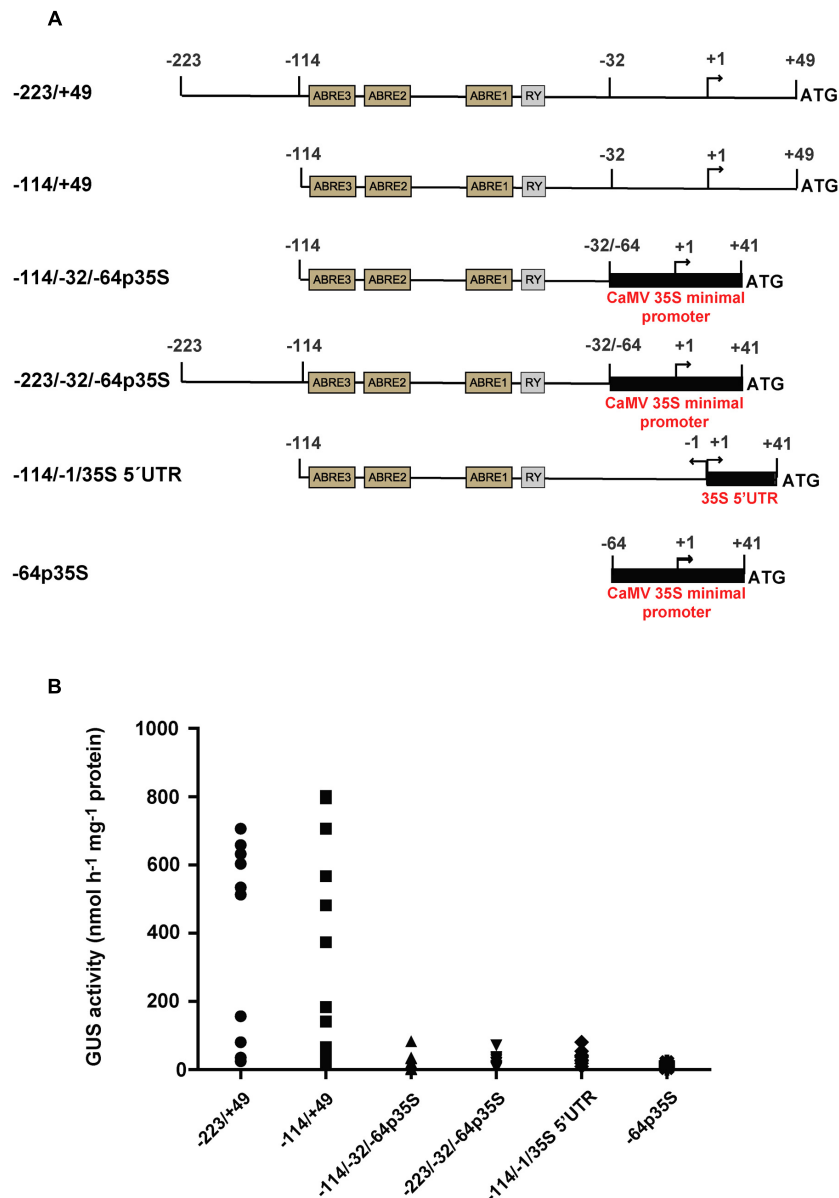 A
-223 -114 -32 +1 +49
-223/+49 ABRE3 ABRE2 ABRE1 RY ATG
-114 -32 +1 +49
-114/+49 ABRE3 ABRE2 ABRE1 RY ATG
-114 -32/-64 +1 +41
-114/-32/-64p35S ABRE3 ABRE2 ABRE1 RY ATG
CaMV 35S minimal
promoter
-223 -114 -32/-64 +1 +41
-223/-32/-64p35S ABRE3 ABRE2 ABRE1 RY ATG
CaMV 35S minimal
promoter
-114 -1 +1 +41
-114/-1/35S 5´UTR ABRE3 ABRE2 ABRE1 RY ATG
35S 5'UTR
-64 +1 +41
-64p35S ATG
CaMV 35S minimal
promoter
B
GUS activity (nmol h-1 mg-1 protein)
1000
800
600
400
200
0
-223/+49
-114/+49
-114/-32/-64p35S
-223/-32/-64p35S
-114/-1/35S 5'UTR
-64p35S